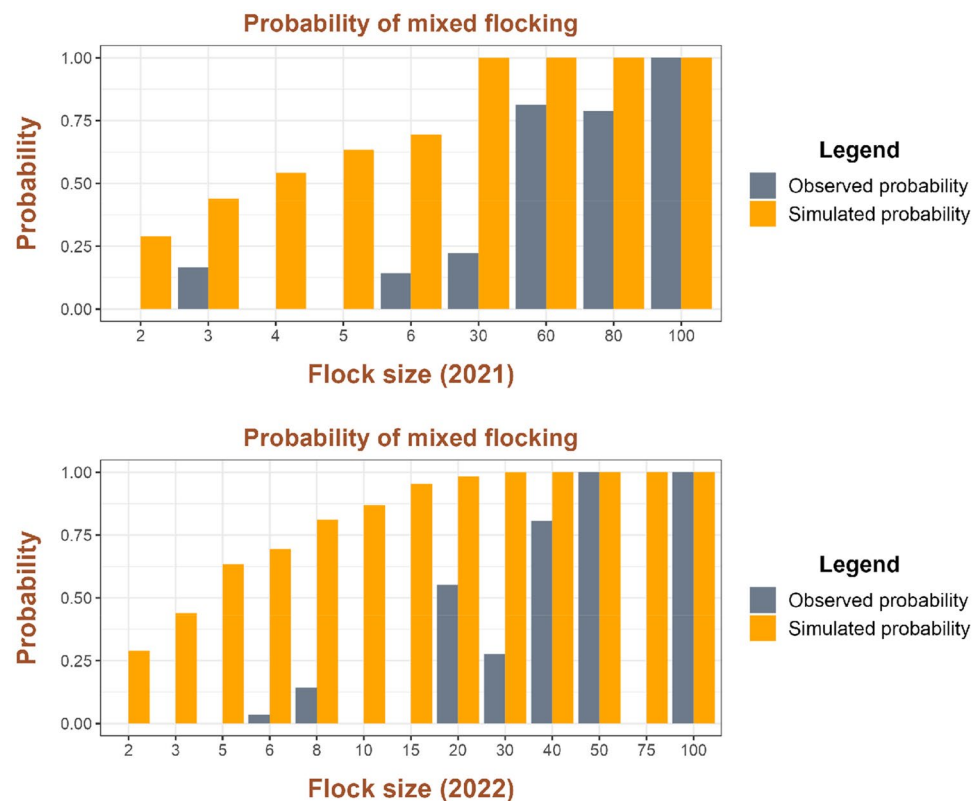 Probability of mixed flocking
1.00
0.75
0.50
0.25
0.00
Probability
2 3 4 5 6 30 60 80 100
Flock size (2021)
Legend
Observed probability
Simulated probability
Probability of mixed flocking
1.00
0.75
0.50
0.25
0.00
Probability
2 3 5 6 8 10 15 20 30 40 50 75 100
Flock size (2022)
Legend
Observed probability
Simulated probability